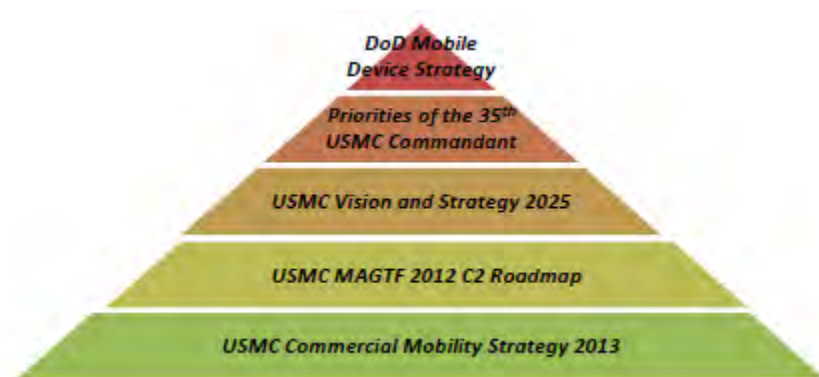 DoD Mobile
Device Strategy
Priorities of the 35th
USMC Commandant
USMC Vision and Strategy 2025
USMC MAGTF 2012 C2 Roadmap
USMC Commercial Mobility Strategy 2013